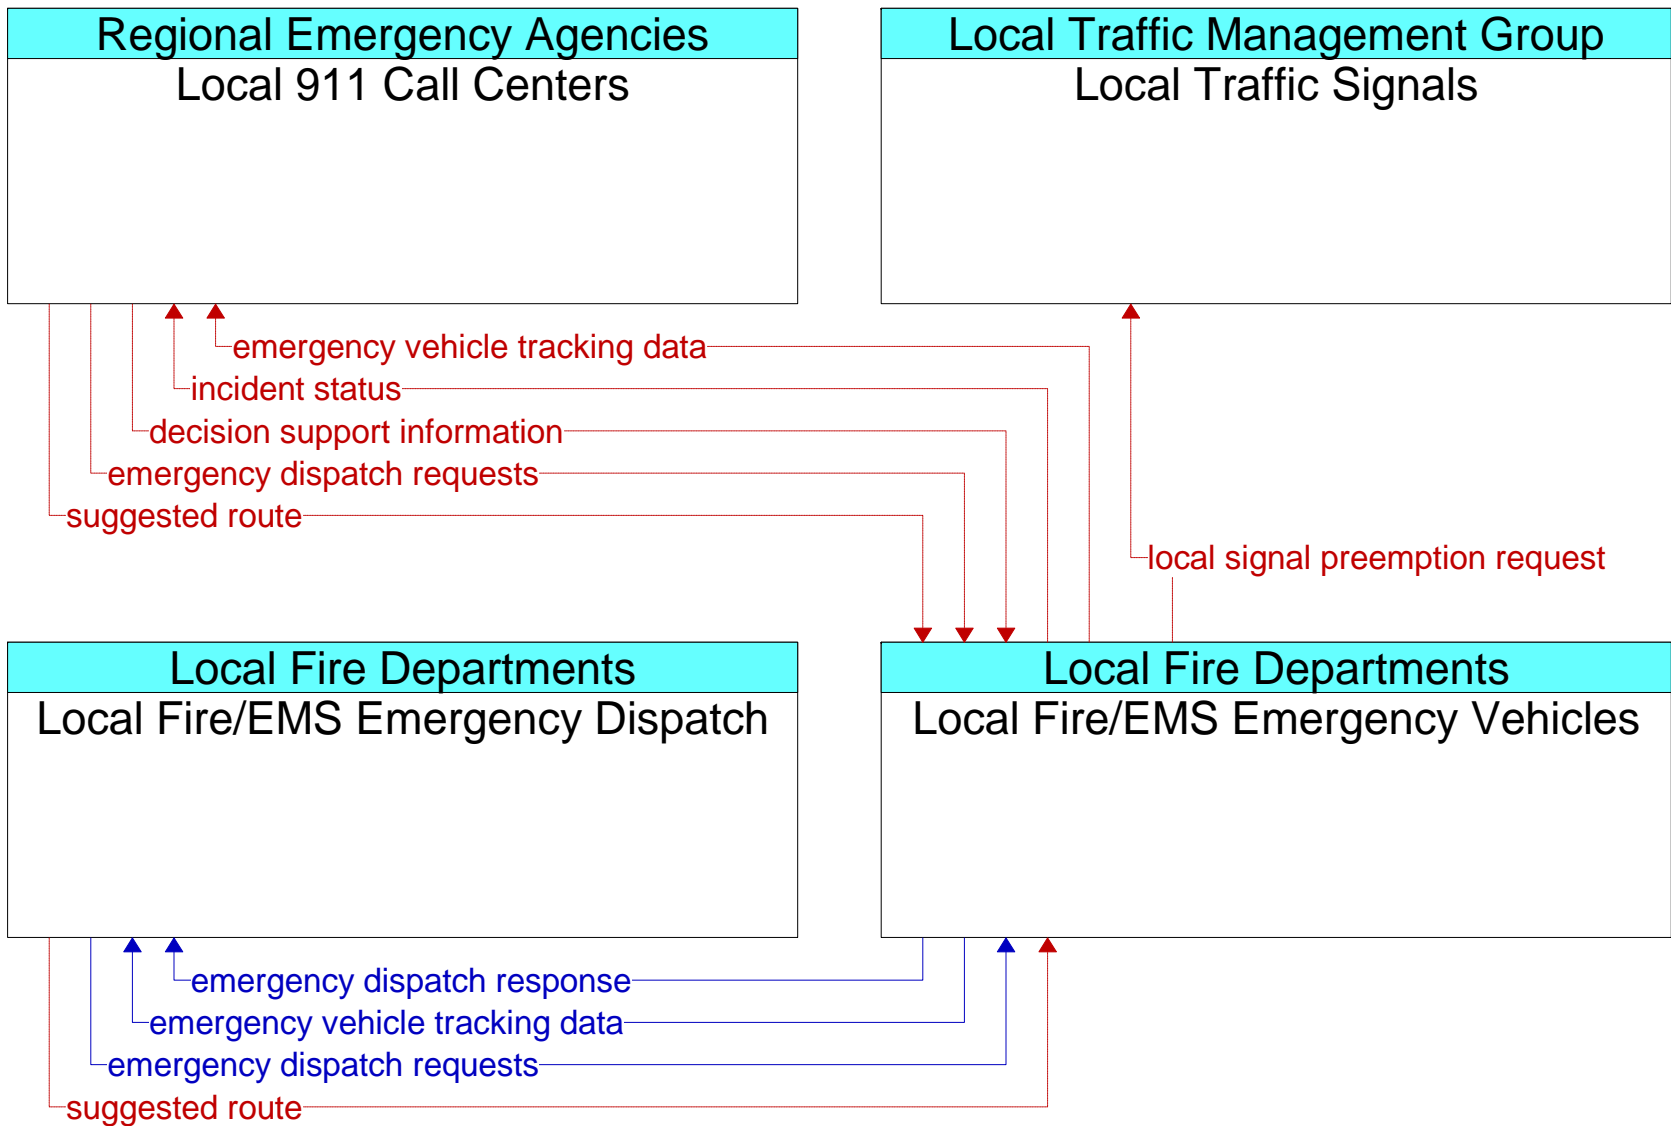 Regional Emergency Agencies
Local 911 Call Centers
Local Traffic Management Group
Local Traffic Signals
emergency vehicle tracking data
incident status
decision support information
emergency dispatch requests
suggested route
local signal preemption request
Local Fire Departments
Local Fire/EMS Emergency Dispatch
Local Fire Departments
Local Fire/EMS Emergency Vehicles
emergency dispatch response
emergency vehicle tracking data
emergency dispatch requests
suggested route